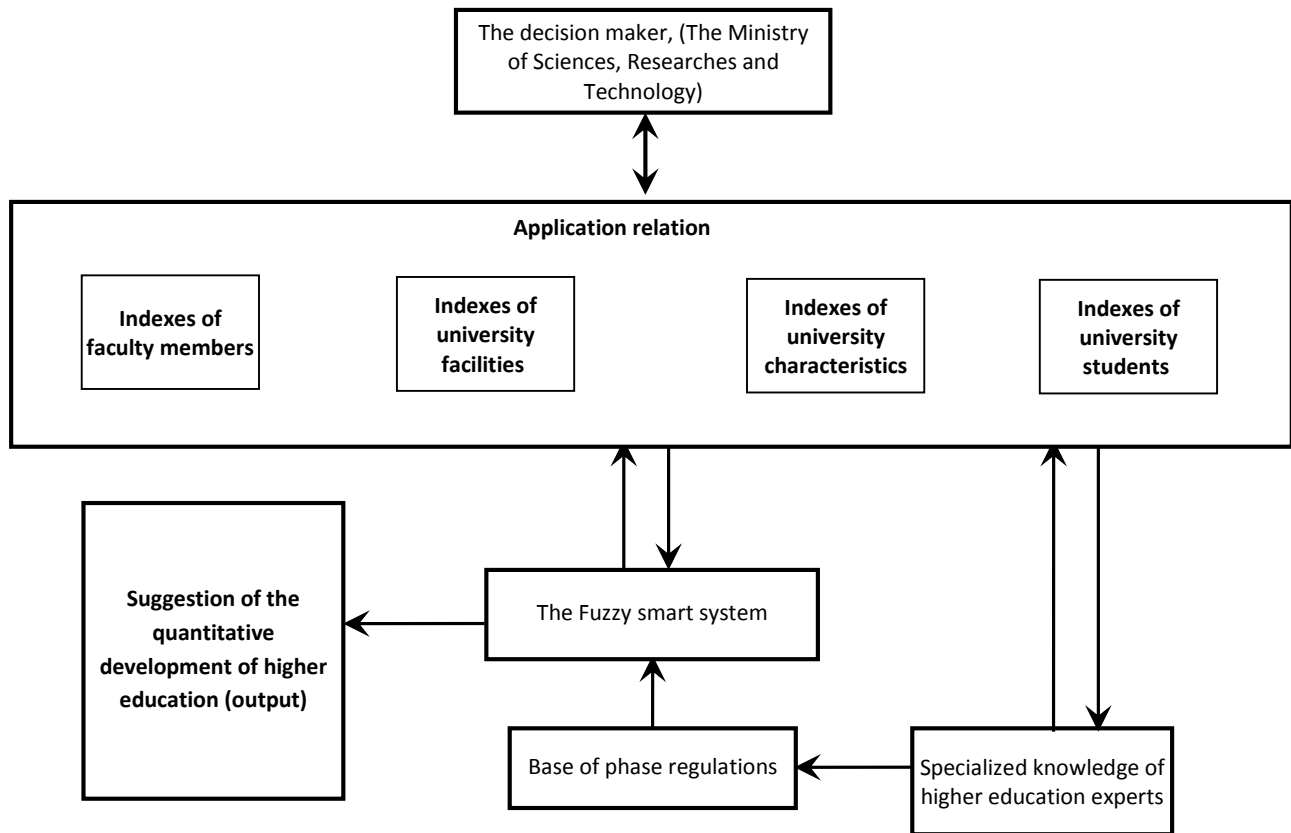 The decision maker, (The Ministry
of Sciences, Researches and
Technology)
Application relation
Indexes of
faculty members
Indexes of
university
facilities
Indexes of
university
characteristics
Indexes of
university
students
Suggestion of the
quantitative
development of higher
education (output)
The Fuzzy smart system
Base of phase regulations
Specialized knowledge of
higher education experts